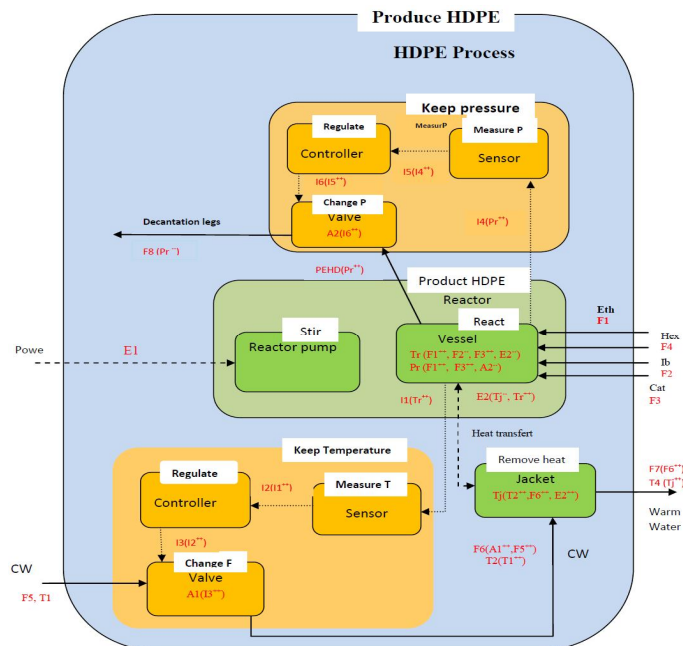 Produce HDPE
HDPE Process
Keep pressure
Regulate
MeasurP
Measure P
Controller
Sensor
I5(I4⁺⁺)
I6(I5⁺⁺)
Change P
Valve
A2(I6⁺⁺)
I4(Pr⁺⁺)
Decantation legs
F8 (Pr⁻⁻)
PEHD(Pr⁺⁺)
Product HDPE
Reactor
Stir
Reactor pump
React
Vessel
Tr (F1⁺⁺, F2⁻, F3⁺⁺, E2⁻)
Pr (F1⁺⁺, F3⁺⁺, A2⁻)
Eth
F1
Hex
F4
Ib
F2
Cat
F3
Powe
E1
I1(Tr⁺⁺)
E2(Tj⁻, Tr⁺⁺)
Heat transfert
Keep Temperature
Regulate
Controller
I2(I1⁺⁺)
Measure T
Sensor
Remove heat
Jacket
Tj(T2⁺⁺,F6⁻, E2⁺⁺)
F7(F6⁺⁺)
T4 (Tj⁺⁺)
Warm
Water
I3(I2⁺⁺)
F6(A1⁺⁺,F5⁺⁺)
T2(T1⁺⁺)
CW
CW
F5, T1
Change F
Valve
A1(I3⁺⁺)